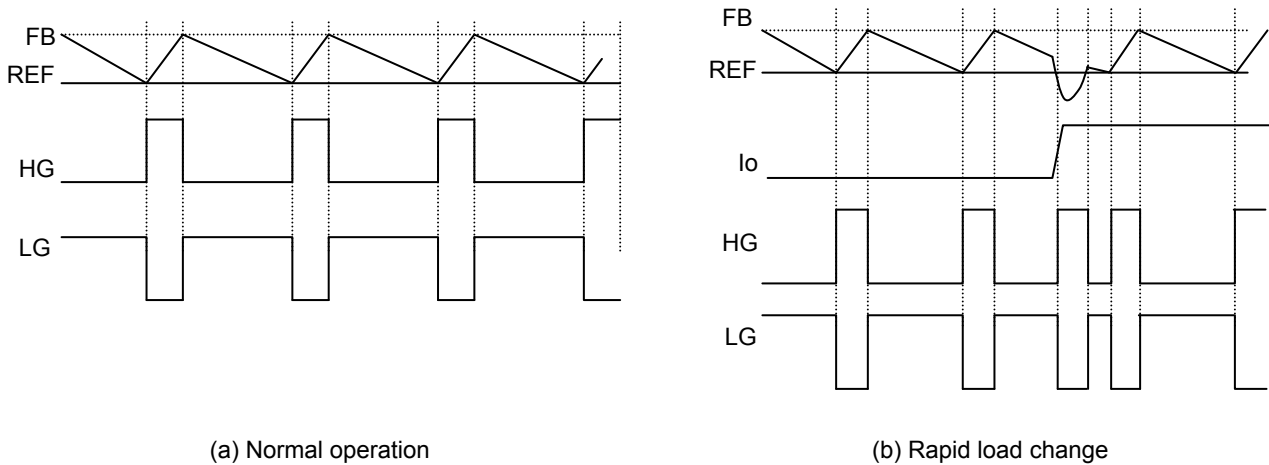 FB
REF
HG
LG
(a) Normal operation
FB
REF
Io
HG
LG
(b) Rapid load change